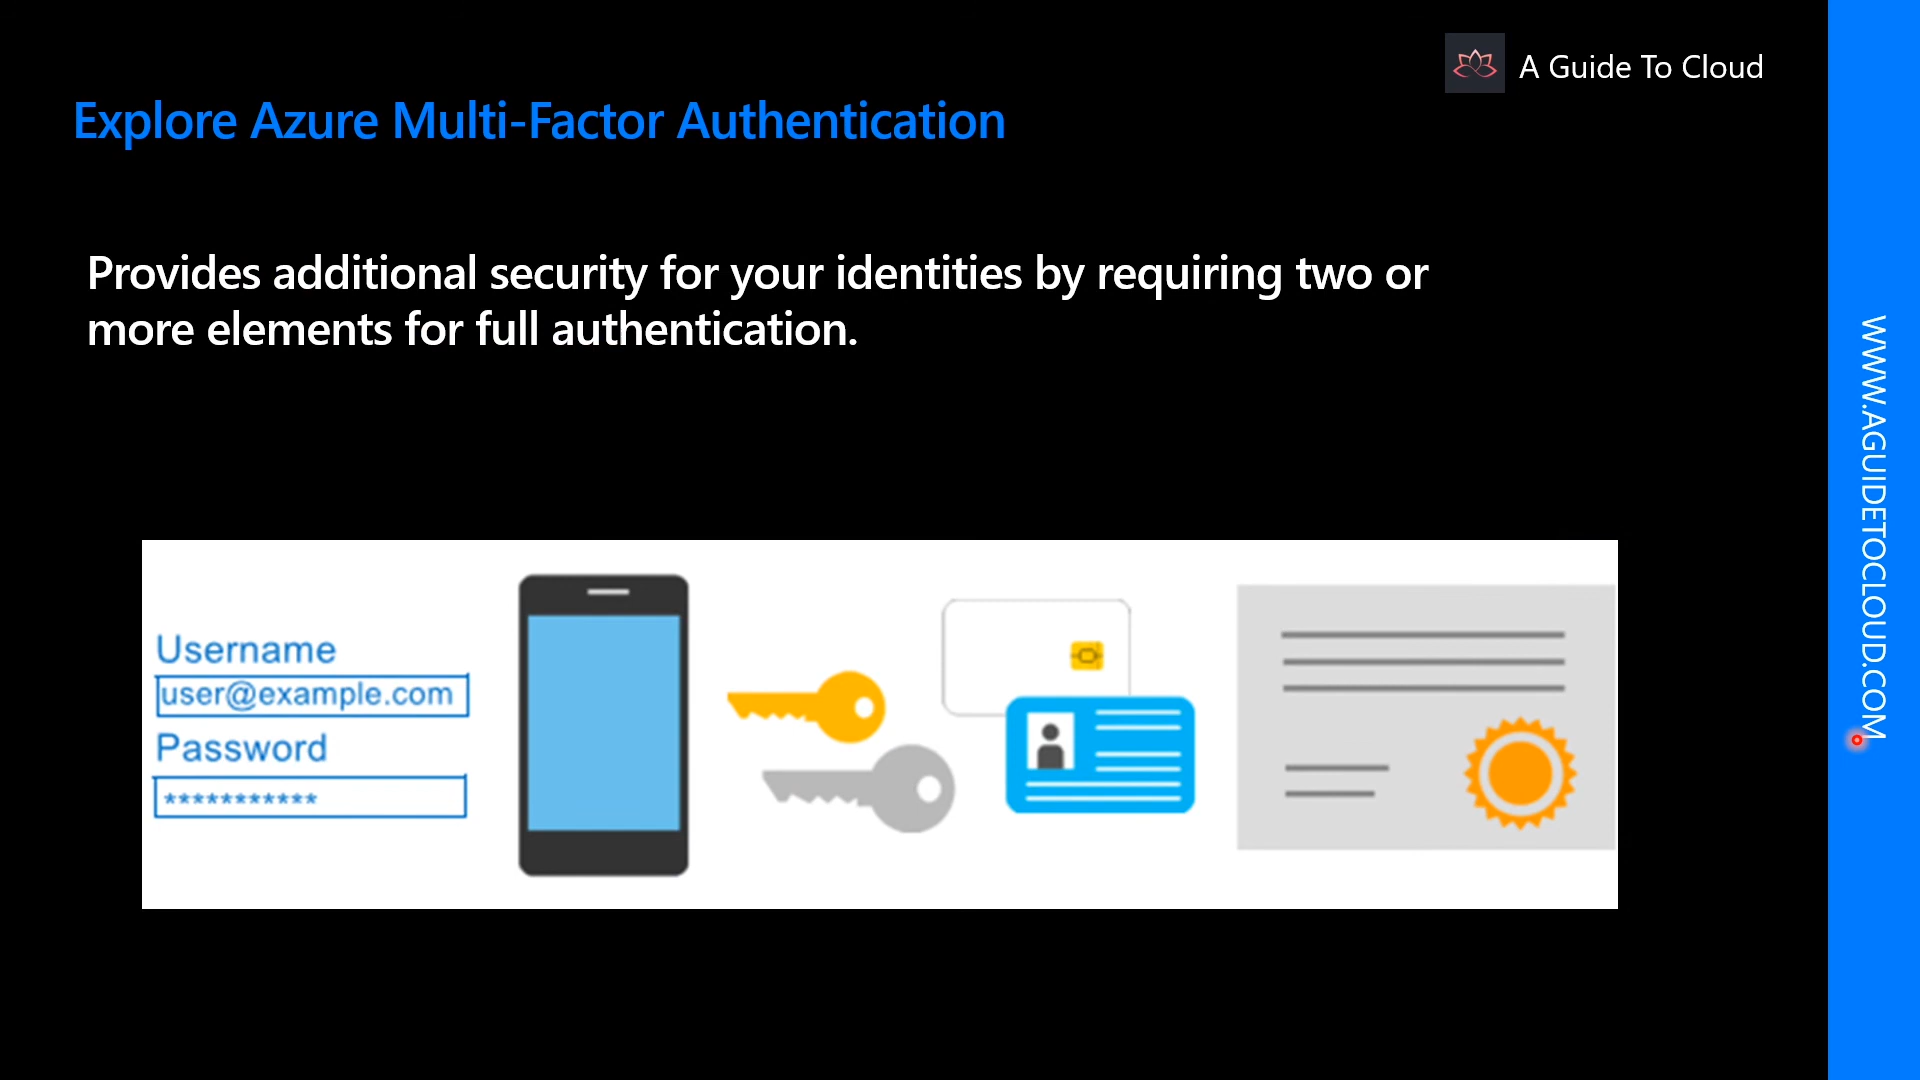 A Guide To Cloud
Explore Azure Multi-Factor Authentication
Provides additional security for your identities by requiring two or
more elements for full authentication.
Username
user@example.com
Password
***********
WWW.AGUIDETOCLOUD.COM